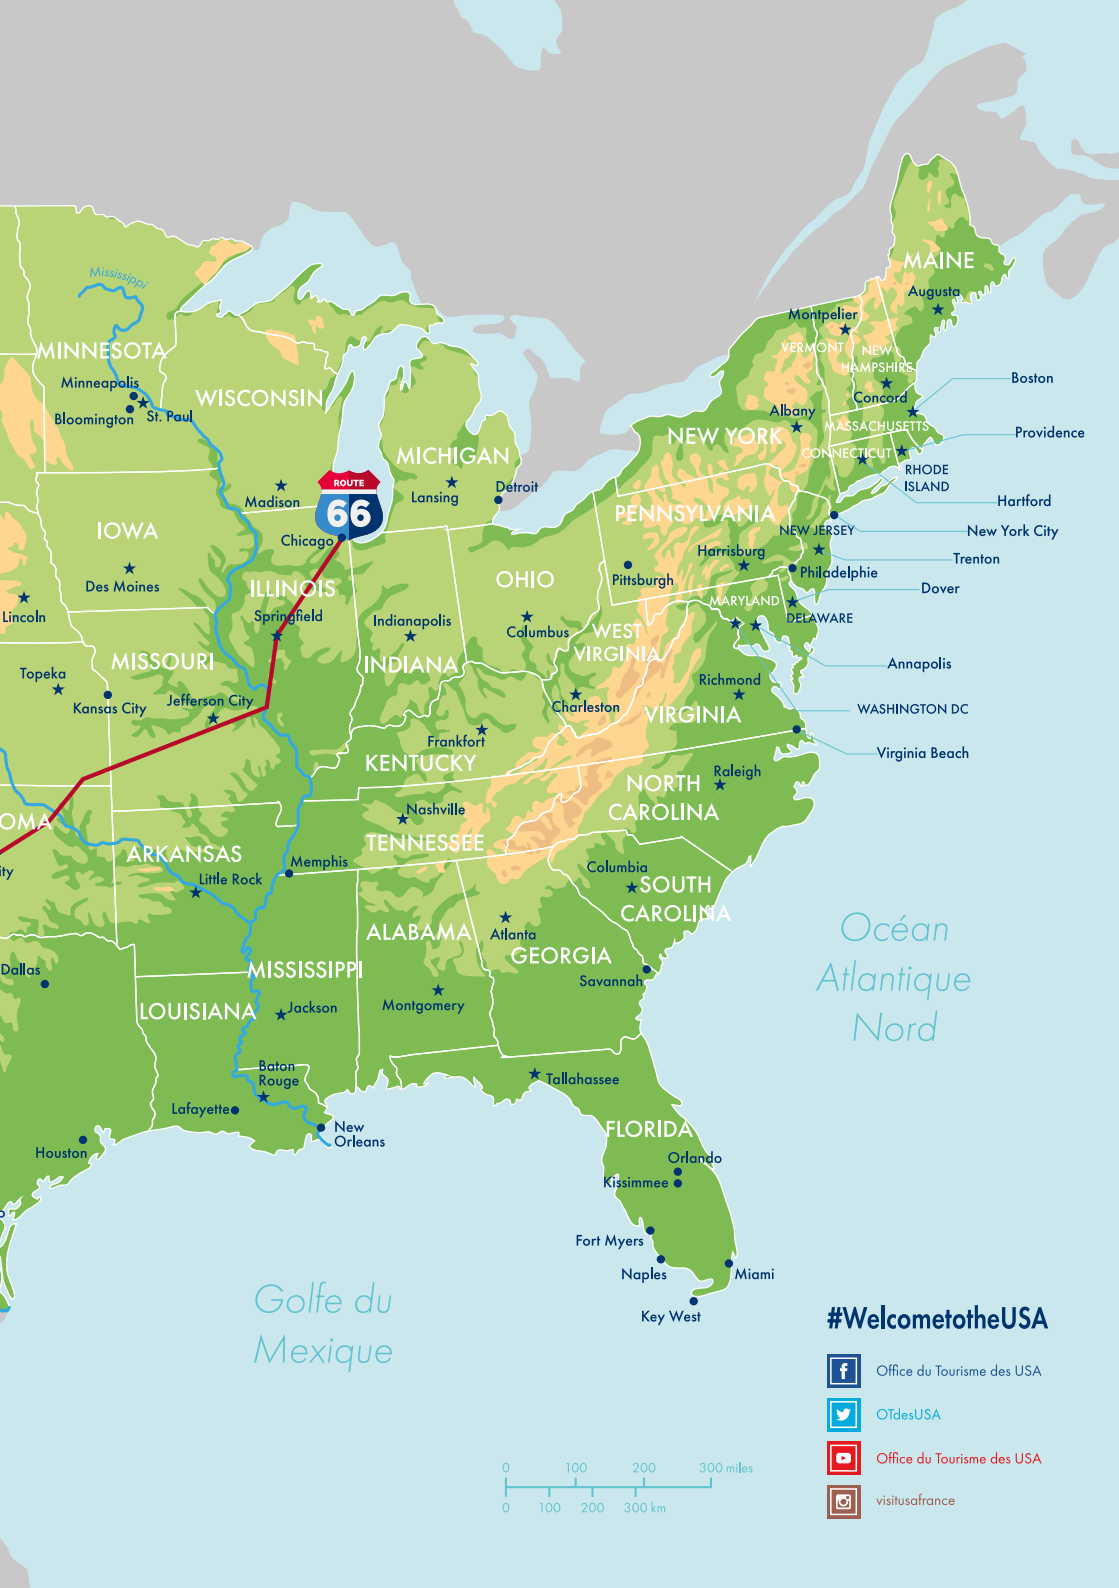 MAINE
Augusta
Mississippi
Montpelier
VERMONT
NEW
HAMPSHIRE
Concord
MINNESOTA
Minneapolis
Bloomington
St. Paul
WISCONSIN
Boston
Albany
MASSACHUSETTS
Providence
NEW YORK
CONNECTICUT
RHODE
ISLAND
MICHIGAN
Lansing
Detroit
Madison
ROUTE
66
Hartford
PENNSYLVANIA
NEW JERSEY
New York City
IOWA
Chicago
Harrisburg
Trenton
Des Moines
ILLINOIS
OHIO
Pittsburgh
Philadelphie
Dover
MARYLAND
DELAWARE
Lincoln
Springfield
Indianapolis
Columbus
WEST
VIRGINIA
MISSOURI
INDIANA
Annapolis
Topeka
Kansas City
Jefferson City
Charleston
Richmond
VIRGINIA
WASHINGTON DC
Frankfort
KENTUCKY
Virginia Beach
Raleigh
NORTH
CAROLINA
OMA
Nashville
TENNESSEE
ARKANSAS
Memphis
ity
Little Rock
Columbia
SOUTH
CAROLINA
ALABAMA
Atlanta
GEORGIA
Océan
Atlantique
Nord
Dallas
MISSISSIPPI
Savannah
LOUISIANA
Jackson
Montgomery
Baton
Rouge
Tallahassee
Lafayette
New
Orleans
FLORIDA
Houston
Orlando
Kissimmee
Fort Myers
Naples
Miami
Key West
Golfe du
Mexique
#WelcometotheUSA
Office du Tourisme des USA
OTdesUSA
Office du Tourisme des USA
visitusafrance
0 100 200 300 miles
0 100 200 300 km